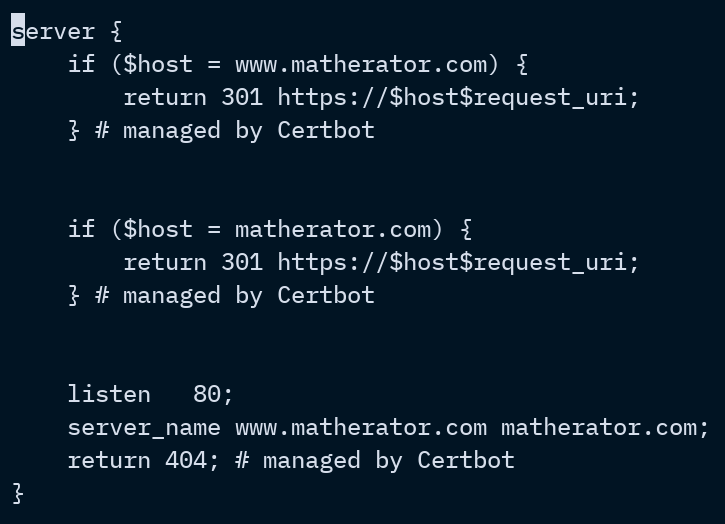 server {
    if ($host = www.matherator.com) {
        return 301 https://$host$request_uri;
    } # managed by Certbot
    if ($host = matherator.com) {
        return 301 https://$host$request_uri;
    } # managed by Certbot
    listen   80;
    server_name www.matherator.com matherator.com;
    return 404; # managed by Certbot
}